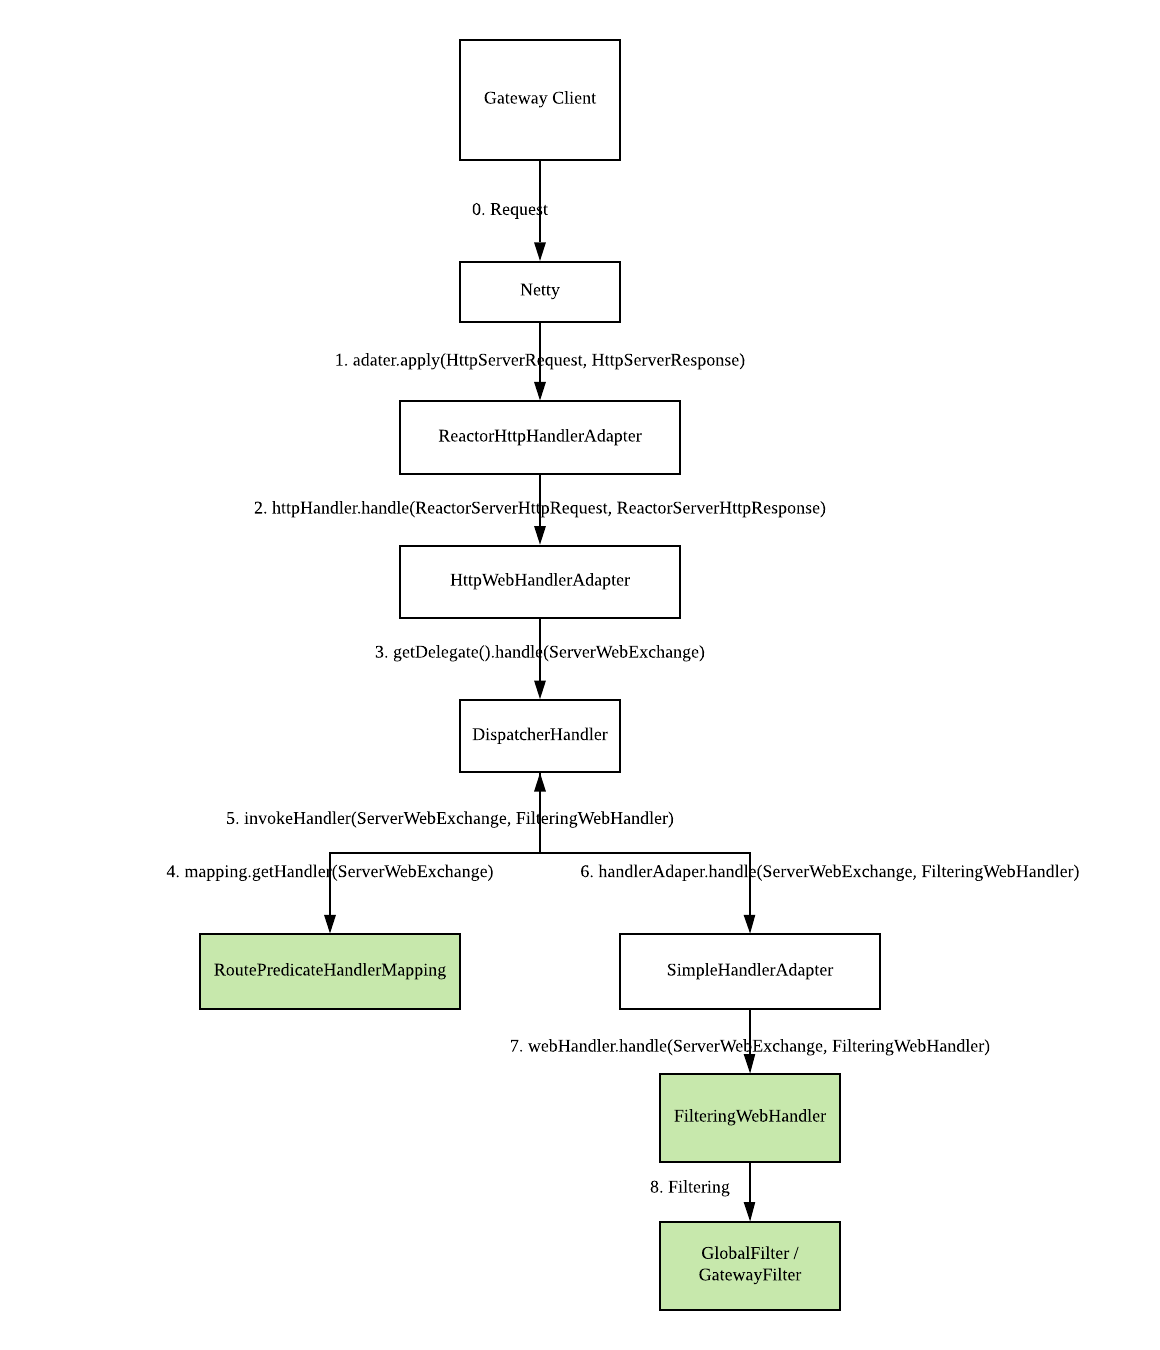 Gateway Client
0. Request
Netty
1. adater.apply(HttpServerRequest, HttpServerResponse)
ReactorHttpHandlerAdapter
2. httpHandler.handle(ReactorServerHttpRequest, ReactorServerHttpResponse)
HttpWebHandlerAdapter
3. getDelegate().handle(ServerWebExchange)
DispatcherHandler
5. invokeHandler(ServerWebExchange, FilteringWebHandler)
4. mapping.getHandler(ServerWebExchange)
6. handlerAdaper.handle(ServerWebExchange, FilteringWebHandler)
RoutePredicateHandlerMapping
SimpleHandlerAdapter
7. webHandler.handle(ServerWebExchange, FilteringWebHandler)
FilteringWebHandler
8. Filtering
GlobalFilter /
GatewayFilter